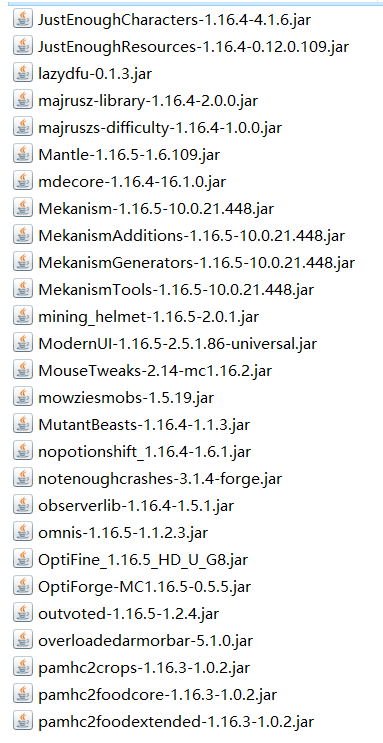 JustEnoughCharacters-1.16.4-4.1.6.jar
JustEnoughResources-1.16.4-0.12.0.109.jar
lazydfu-0.1.3.jar
majrusz-library-1.16.4-2.0.0.jar
majruszs-difficulty-1.16.4-1.0.0.jar
Mantle-1.16.5-1.6.109.jar
mdecore-1.16.4-16.1.0.jar
Mekanism-1.16.5-10.0.21.448.jar
MekanismAdditions-1.16.5-10.0.21.448.jar
MekanismGenerators-1.16.5-10.0.21.448.jar
MekanismTools-1.16.5-10.0.21.448.jar
mining_helmet-1.16.5-2.0.1.jar
ModernUI-1.16.5-2.5.1.86-universal.jar
MouseTweaks-2.14-mc1.16.2.jar
mowziesmobs-1.5.19.jar
MutantBeasts-1.16.4-1.1.3.jar
nopotionshift_1.16.4-1.6.1.jar
notenoughcrashes-3.1.4-forge.jar
observerlib-1.16.4-1.5.1.jar
omnis-1.16.5-1.1.2.3.jar
OptiFine_1.16.5_HD_U_G8.jar
OptiForge-MC1.16.5-0.5.5.jar
outvoted-1.16.5-1.2.4.jar
overloadedarmorbar-5.1.0.jar
pamhc2crops-1.16.3-1.0.2.jar
pamhc2foodcore-1.16.3-1.0.2.jar
pamhc2foodextended-1.16.3-1.0.2.jar